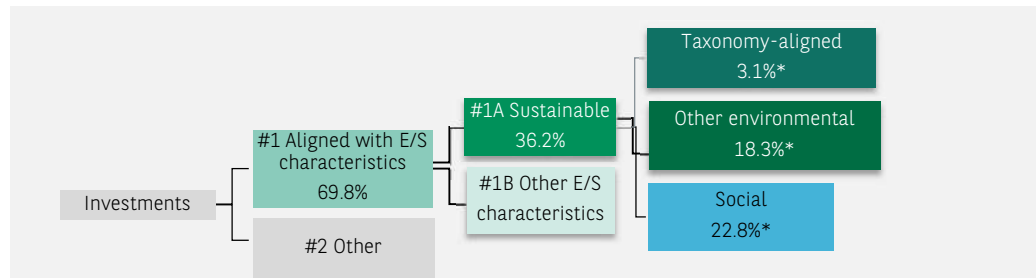 Taxonomy-aligned
3.1%*
#1A Sustainable
36.2%
Other environmental
18.3%*
#1 Aligned with E/S
characteristics
69.8%
#1B Other E/S
characteristics
Investments
Social
22.8%*
#2 Other